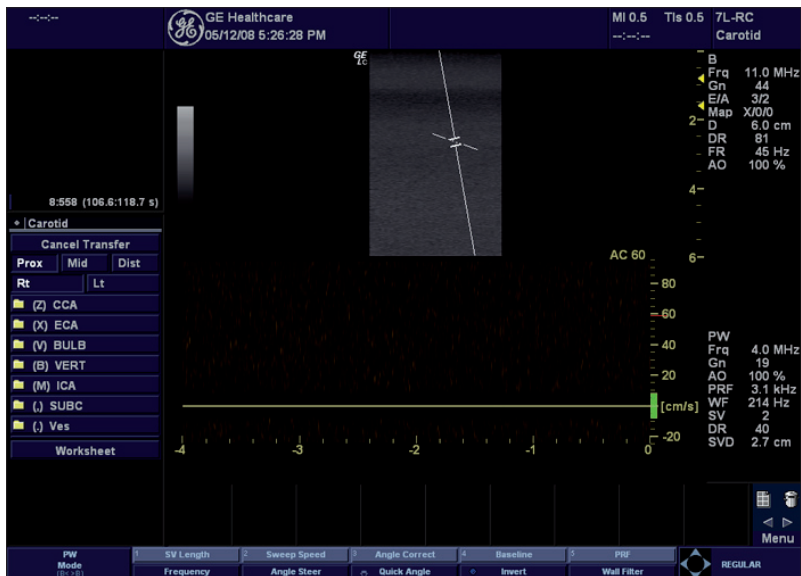 --:--:--
GE Healthcare
05/12/08 5:26:28 PM
MI 0.5 TIs 0.5
--:--:--
7L-RC
Carotid
GE
B
Frq 11.0 MHz
Gn 44
E/A 3/2
Map X/0/0
D 6.0 cm
DR 81
FR 45 Hz
AO 100 %
2
4
6
8:558 (106.6:118.7 s)
Carotid
Cancel Transfer
Prox Mid Dist
Rt Lt
(Z) CCA
(X) ECA
(V) BULB
(B) VERT
(M) ICA
(,) SUBC
(.) Ves
Worksheet
AC 60
80
60
40
20
[cm/s]
-20
-4 -3 -2 -1 0
PW
Frq 4.0 MHz
Gn 19
AO 100 %
PRF 3.1 kHz
WF 214 Hz
SV 2
DR 40
SVD 2.7 cm
Menu
PW
Mode
1 SV Length 2 Sweep Speed 3 Angle Correct 4 Baseline 5 PRF
Frequency Angle Steer Quick Angle Invert Wall Filter
REGULAR